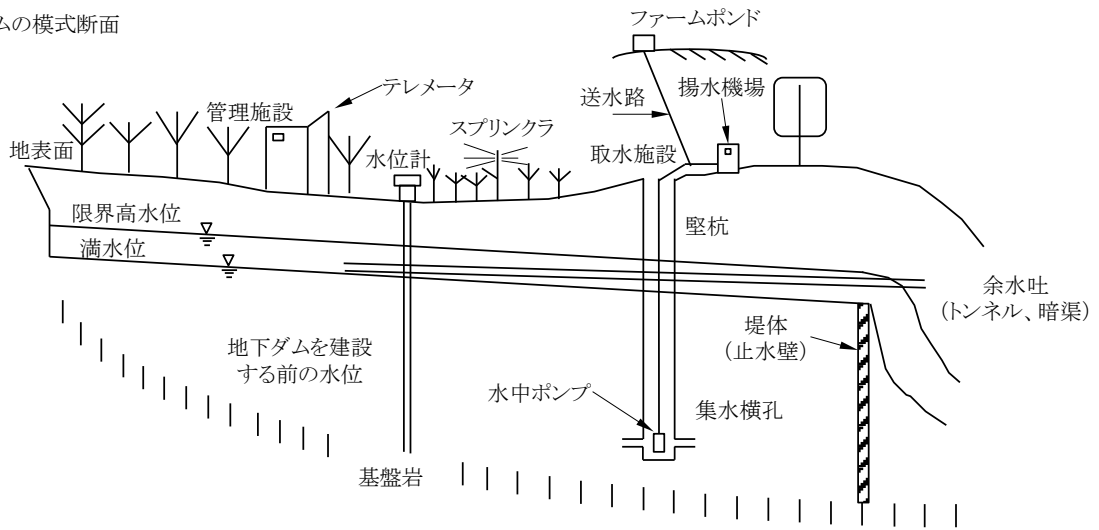 ムの模式断面
ファームポンド
テレメータ
管理施設
送水路
揚水機場
スプリンクラ
地表面
水位計
取水施設
限界高水位
竪杭
満水位
余水吐
(トンネル、暗渠)
堤体
(止水壁)
地下ダムを建設
する前の水位
水中ポンプ
集水横孔
基盤岩